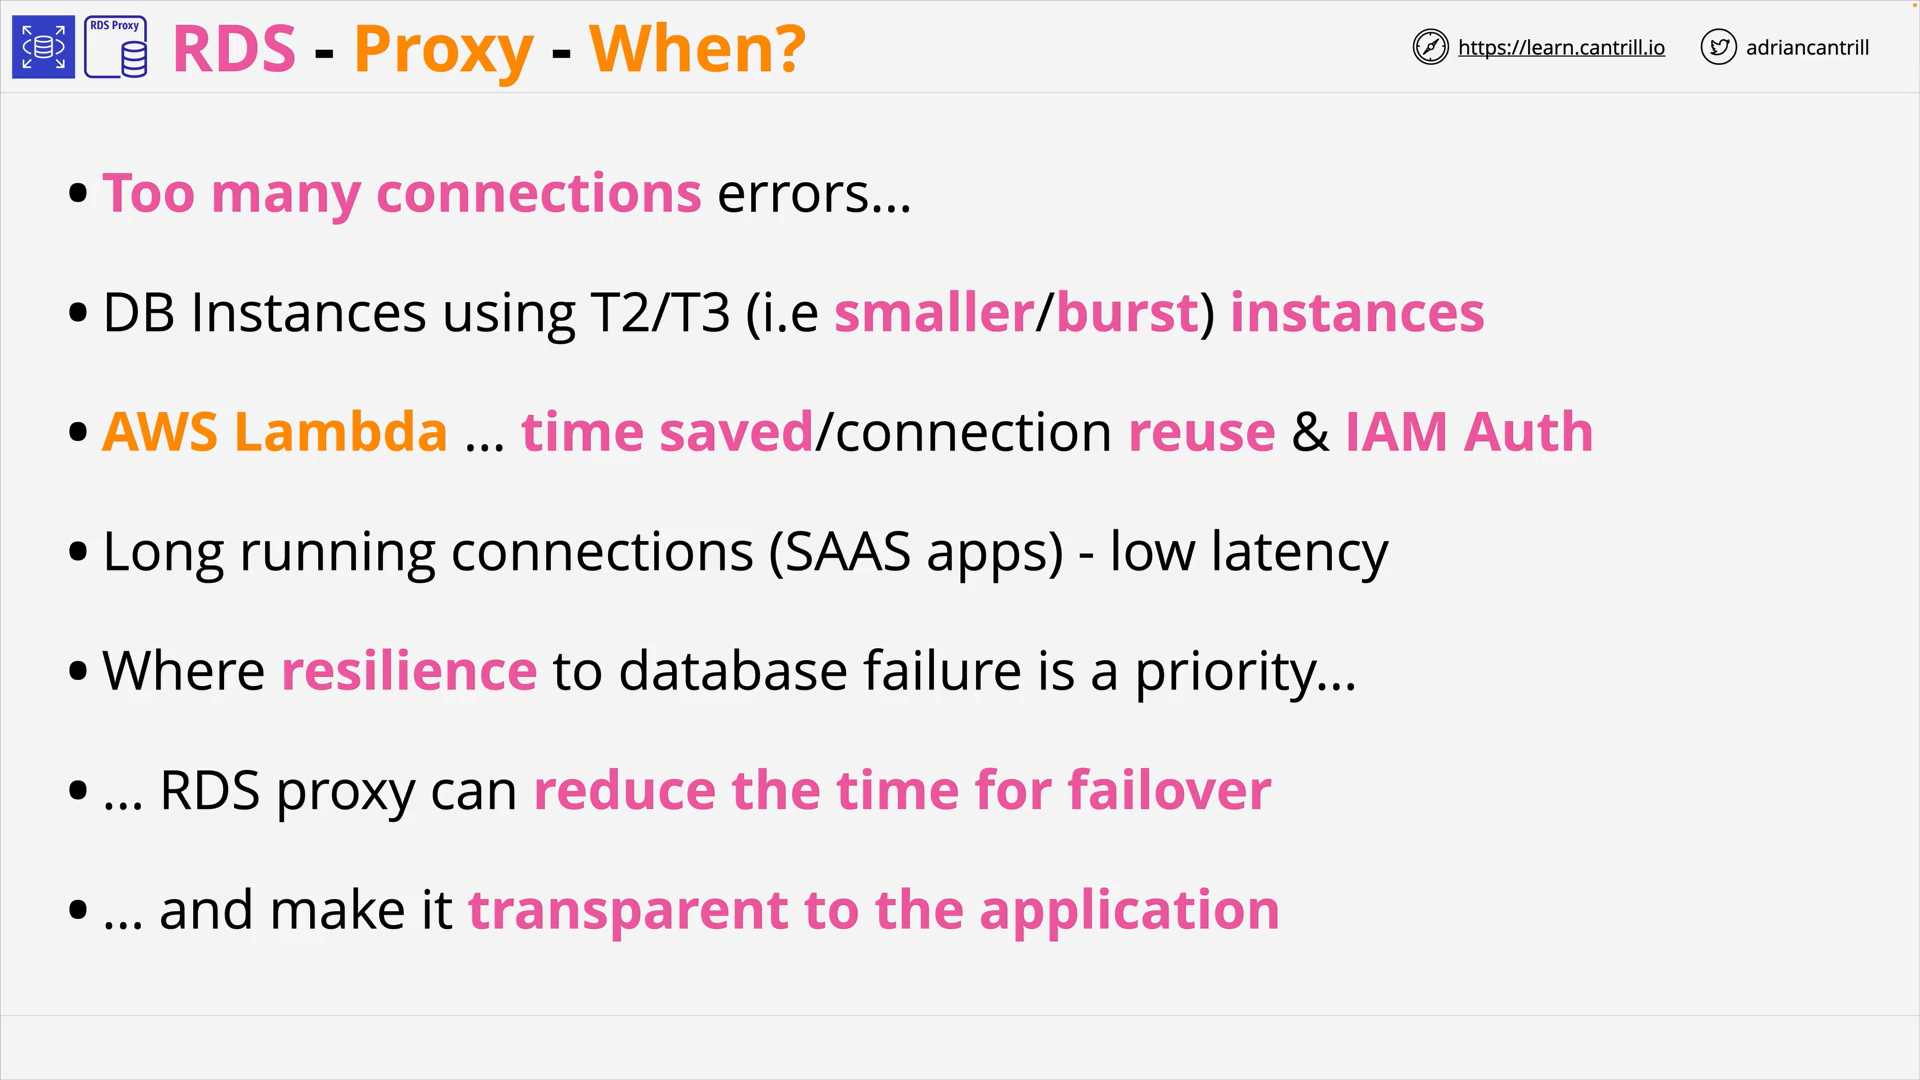 RDS Proxy
RDS - Proxy - When?
https://learn.cantrill.io
adriancantrill
• Too many connections errors...
• DB Instances using T2/T3 (i.e smaller/burst) instances
• AWS Lambda ... time saved/connection reuse & IAM Auth
• Long running connections (SAAS apps) - low latency
• Where resilience to database failure is a priority...
• ... RDS proxy can reduce the time for failover
• ... and make it transparent to the application